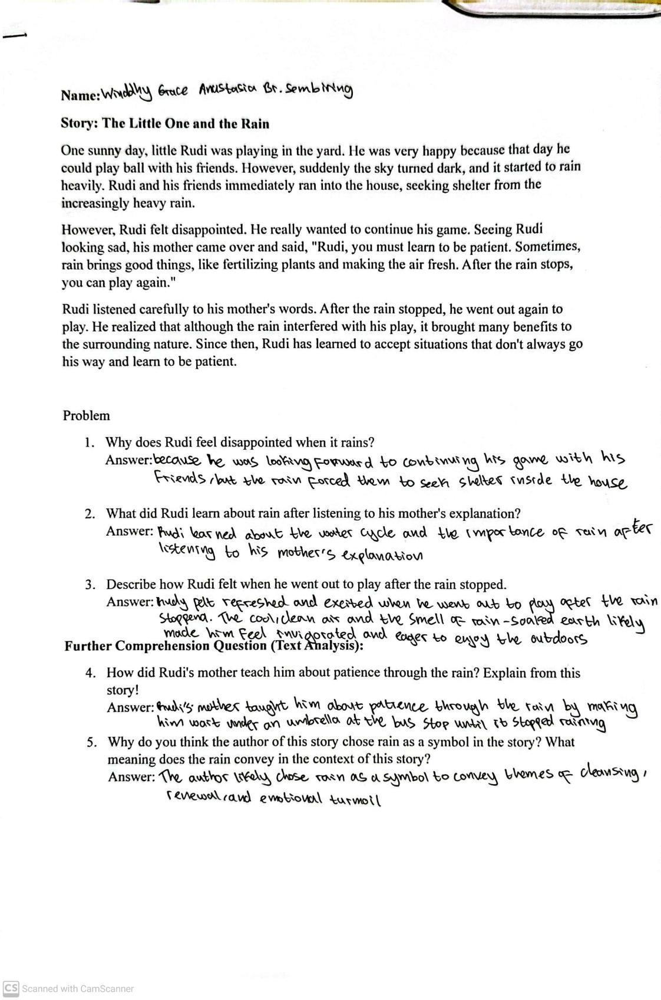 Name: Winddhy Grace Anustasia Br. Sembiring
Story: The Little One and the Rain
One sunny day, little Rudi was playing in the yard. He was very happy because that day he
could play ball with his friends. However, suddenly the sky turned dark, and it started to rain
heavily. Rudi and his friends immediately ran into the house, seeking shelter from the
increasingly heavy rain.
However, Rudi felt disappointed. He really wanted to continue his game. Seeing Rudi
looking sad, his mother came over and said, "Rudi, you must learn to be patient. Sometimes,
rain brings good things, like fertilizing plants and making the air fresh. After the rain stops,
you can play again."
Rudi listened carefully to his mother's words. After the rain stopped, he went out again to
play. He realized that although the rain interfered with his play, it brought many benefits to
the surrounding nature. Since then, Rudi has learned to accept situations that don't always go
his way and learn to be patient.
Problem
1. Why does Rudi feel disappointed when it rains?
Answer: because he was looking forward to continuing his game with his
Friends, but the rain forced them to seek shelter inside the house
2. What did Rudi learn about rain after listening to his mother's explanation?
Answer: Rudi learned about the water cycle and the importance of rain after
listening to his mother's explanation
3. Describe how Rudi felt when he went out to play after the rain stopped.
Answer: Rudy felt refreshed and execited when he went out to play after the rain
stoppend. The cool, clean air and the smell of rain-soaked earth likely
made him feel invigorated and eager to enjoy the outdoors
Further Comprehension Question (Text Analysis):
4. How did Rudi's mother teach him about patience through the rain? Explain from this
story!
Answer: Rudi's mother taught him about patience through the rain by making
him wait under an umbrella at the bus stop until it stopped raining
5. Why do you think the author of this story chose rain as a symbol in the story? What
meaning does the rain convey in the context of this story?
Answer: The author likely chose rain as a symbol to convey themes of cleansing,
renewal, and emotional turmoil
CS Scanned with CamScanner